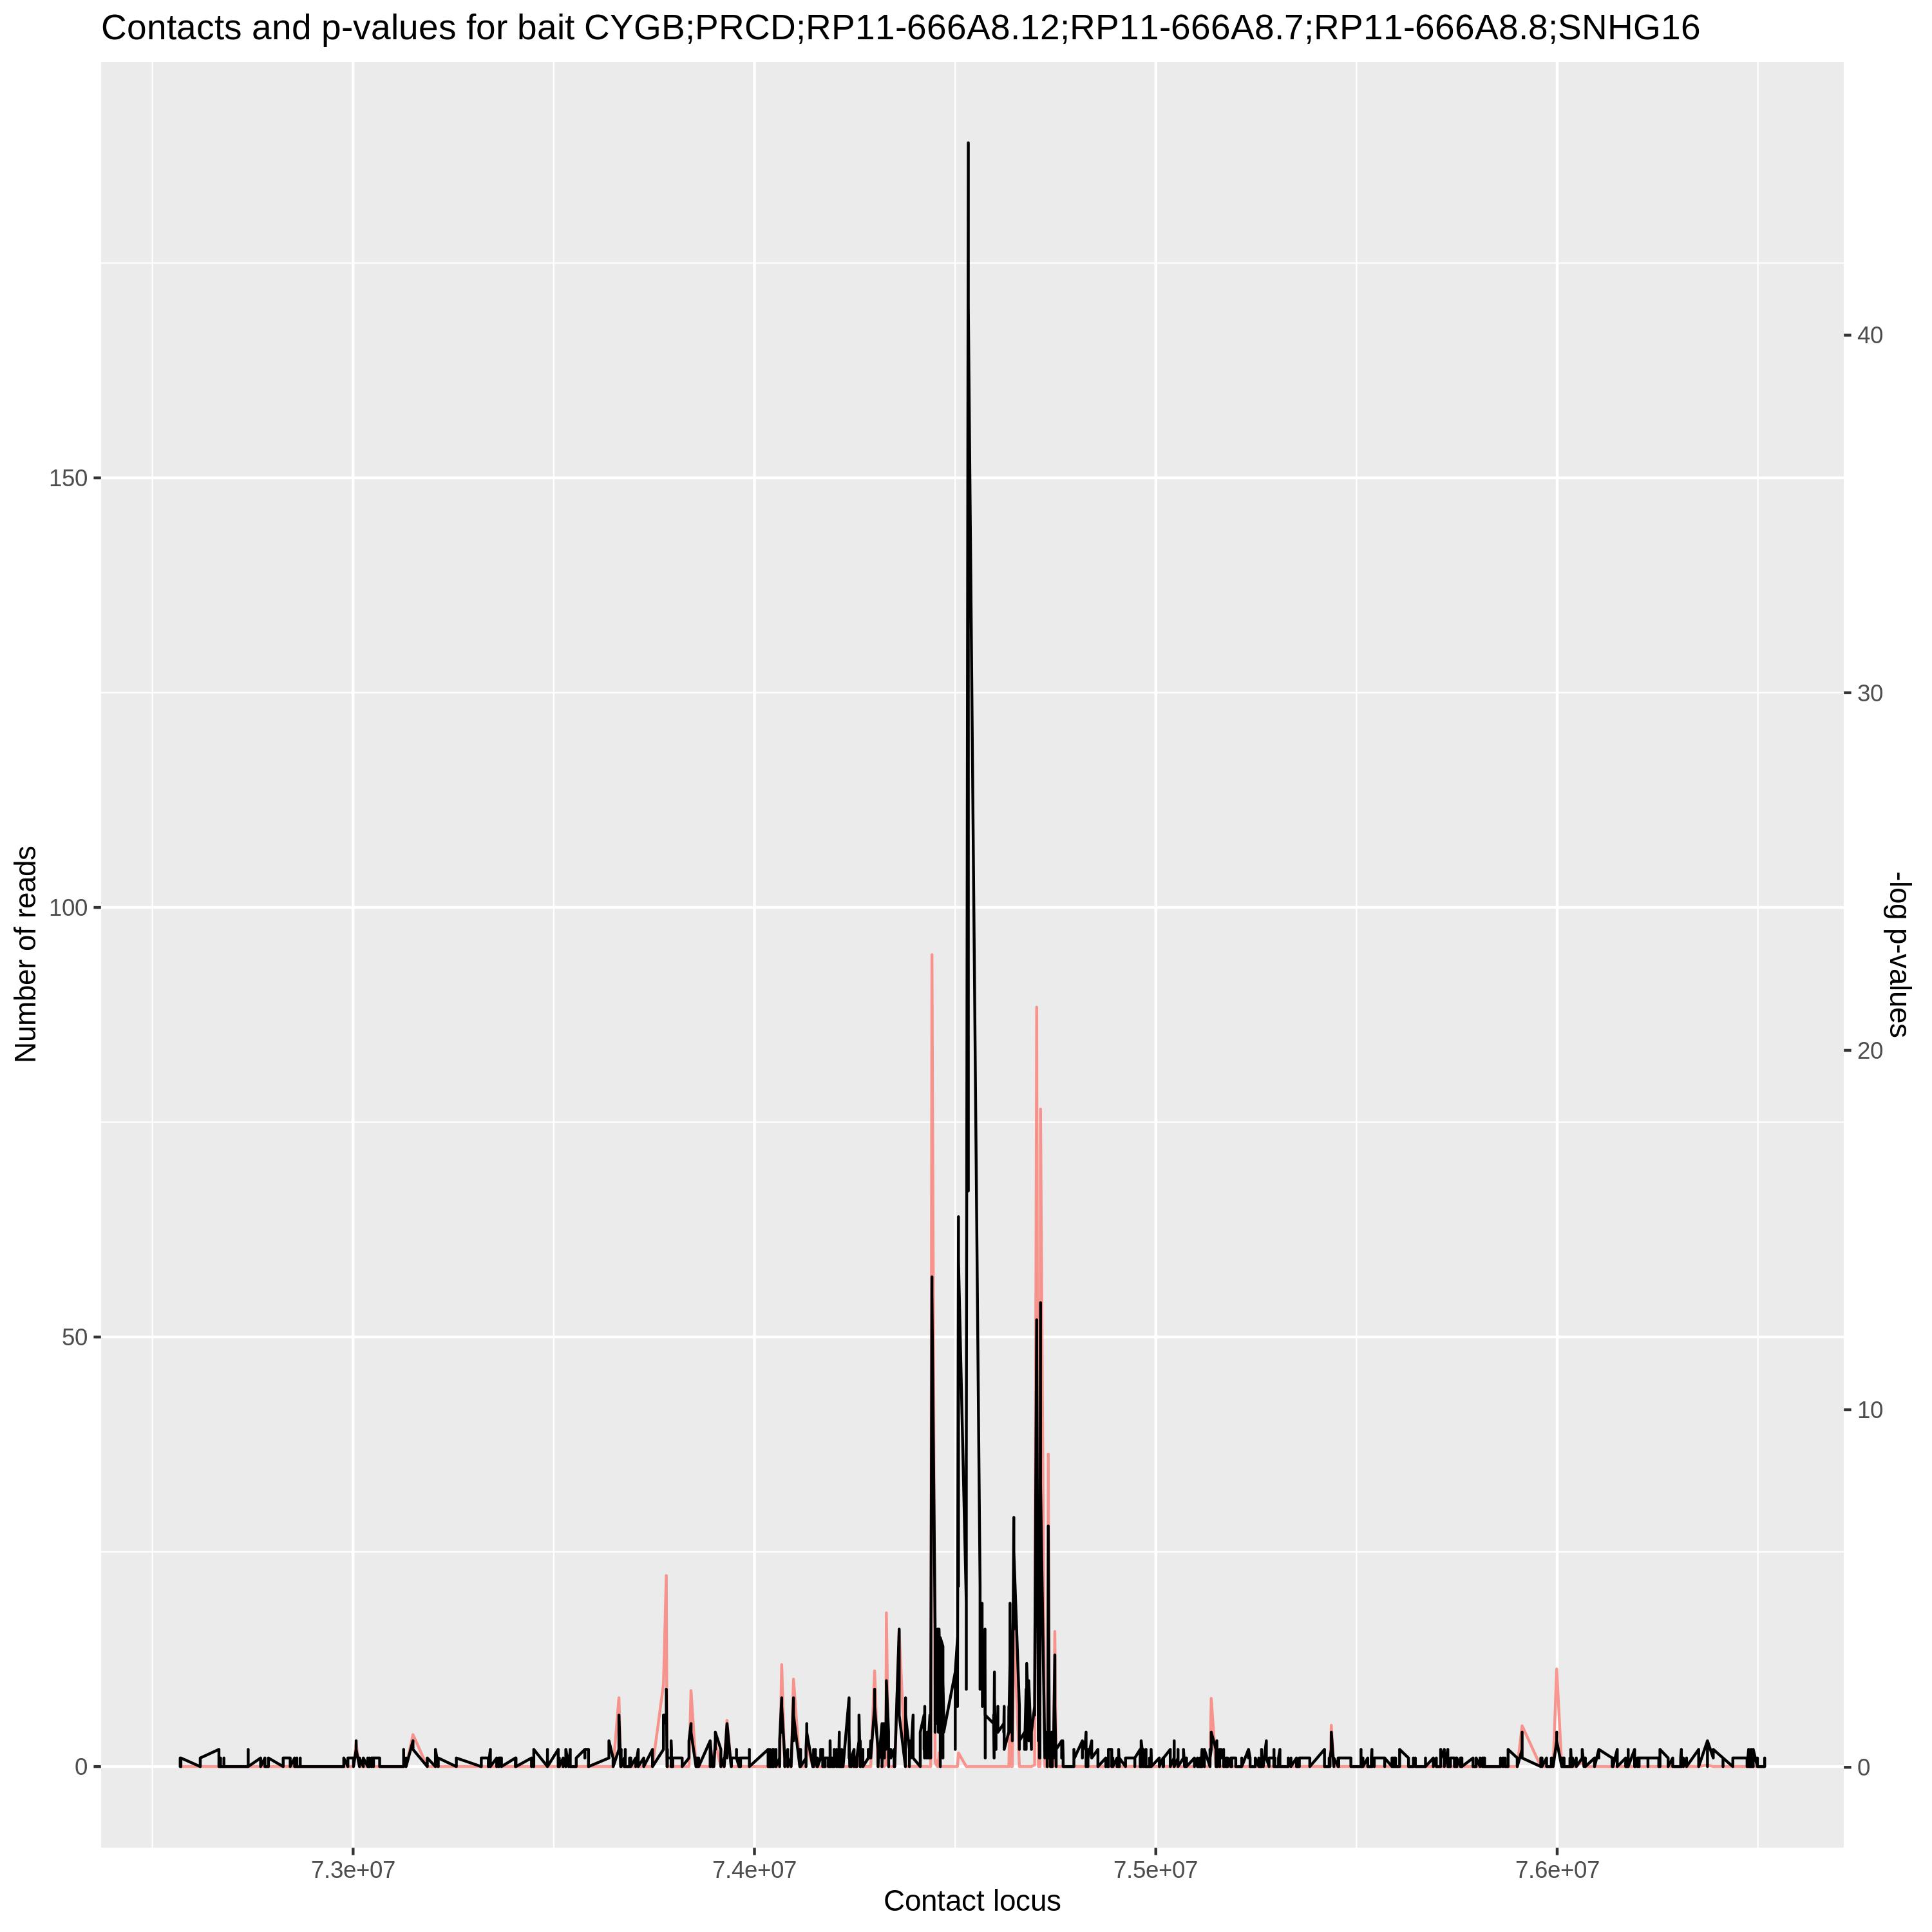 Contacts and p-values for bait CYGB;PRCD;RP11-666A8.12;RP11-666A8.7;RP11-666A8.8;SNHG16
Number of reads
150
100
50
0
40
30
20
10
0
-log p-values
7.3e+07
7.4e+07
7.5e+07
7.6e+07
Contact locus